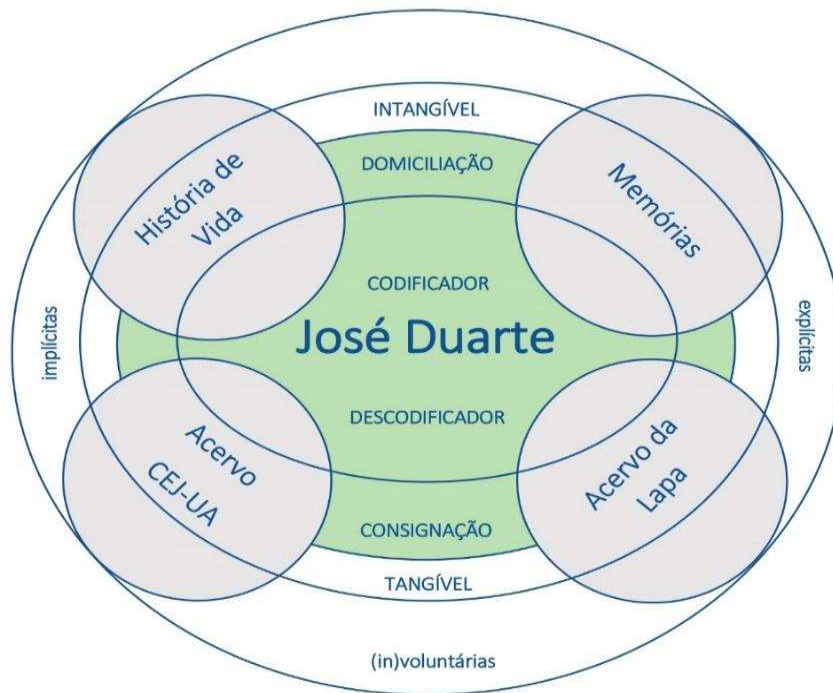 INTANGÍVEL
DOMICILIAÇÃO
História de
Vida
Memórias
CODIFICADOR
José Duarte
implícitas
explícitas
DESCODIFICADOR
Acervo
CEJ-UA
Acervo da
Lapa
CONSIGNAÇÃO
TANGÍVEL
(in)voluntárias